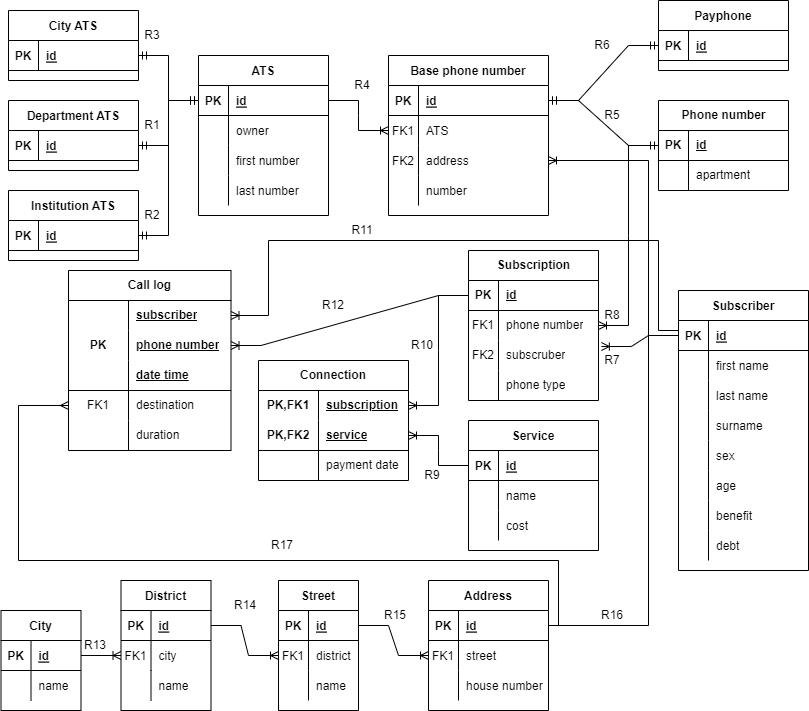 City ATS
PK id
R3
Department ATS
PK id
R1
Institution ATS
PK id
R2
ATS
PK id
owner
first number
last number
R4
Base phone number
PK id
FK1 ATS
FK2 address
number
R6
R5
Payphone
PK id
Phone number
PK id
apartment
R11
Call log
subscriber
PK phone number
date time
FK1 destination
duration
R12
R10
Subscription
PK id
FK1 phone number
FK2 subscruber
phone type
R8
R7
Subscriber
PK id
first name
last name
surname
sex
age
benefit
debt
Connection
PK,FK1 subscription
PK,FK2 service
payment date
R9
Service
PK id
name
cost
R17
City
PK id
name
R13
District
PK id
FK1 city
name
R14
Street
PK id
FK1 district
name
R15
Address
PK id
FK1 street
house number
R16